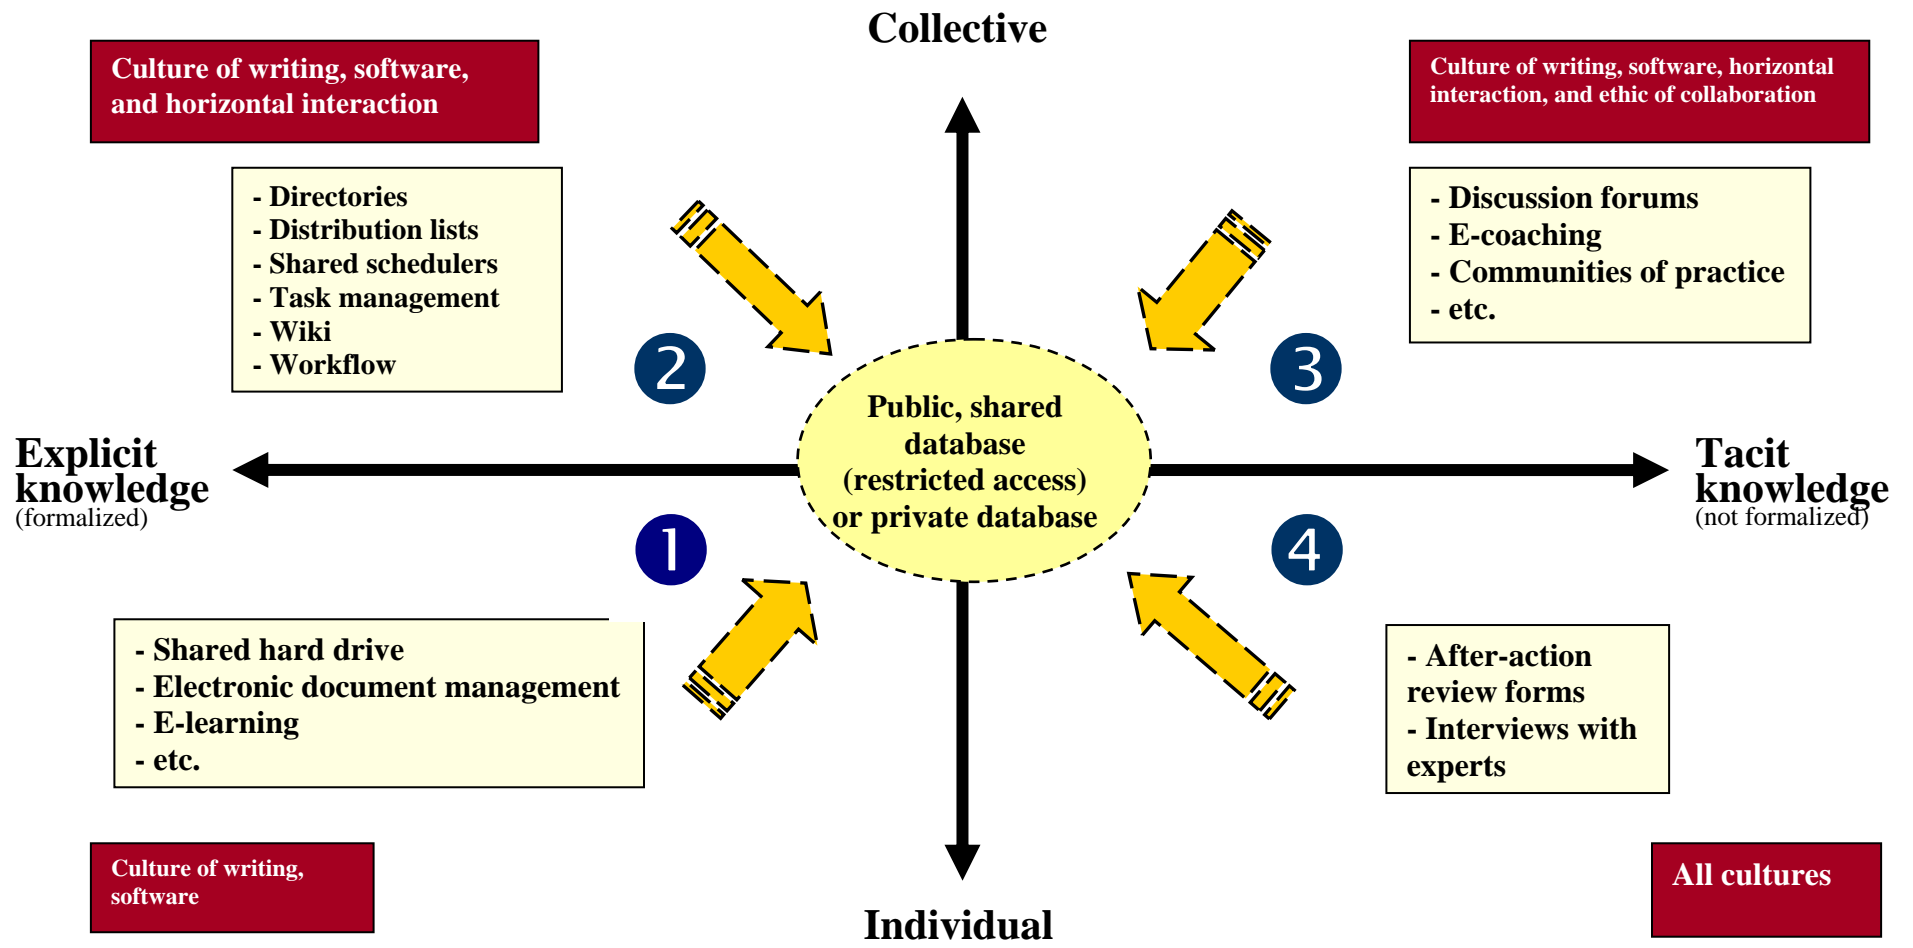 Collective
Culture of writing, software,
and horizontal interaction
Culture of writing, software, horizontal
interaction, and ethic of collaboration
- Directories
- Distribution lists
- Shared schedulers
- Task management
- Wiki
- Workflow
- Discussion forums
- E-coaching
- Communities of practice
- etc.
2
3
Explicit
knowledge
(formalized)
Public, shared
database
(restricted access)
or private database
Tacit
knowledge
(not formalized)
1
4
- Shared hard drive
- Electronic document management
- E-learning
- etc.
- After-action
review forms
- Interviews with
experts
Culture of writing,
software
All cultures
Individual